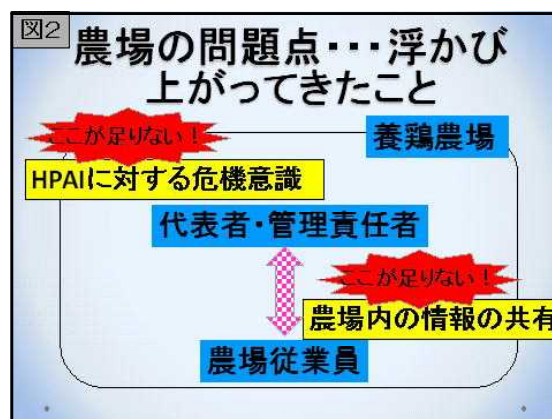 図2
農場の問題点・・・浮かび
上がってきたこと
ここが足りない!
養鶏農場
HPAIに対する危機意識
代表者・管理責任者
ここが足りない!
農場内の情報の共有
農場従業員